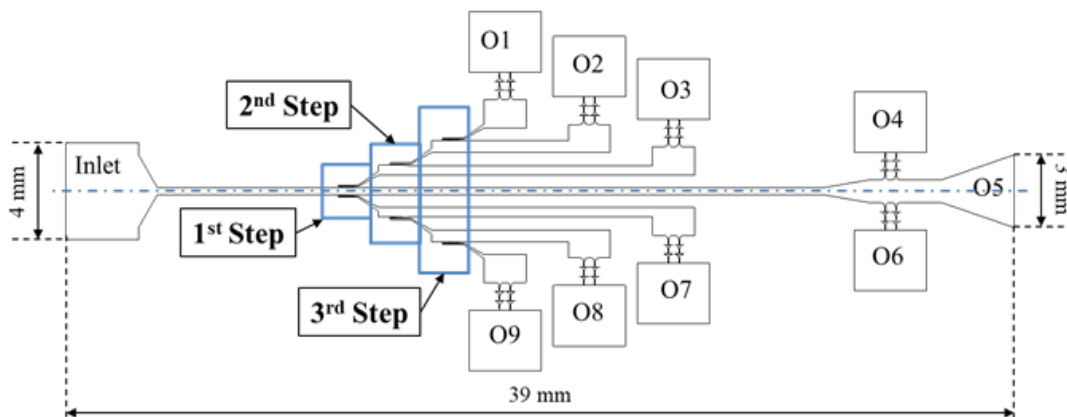 O1
O2
O3
2nd Step
O4
Inlet
4 mm
O5
3 mm
1st Step
O6
O7
3rd Step
O8
O9
39 mm